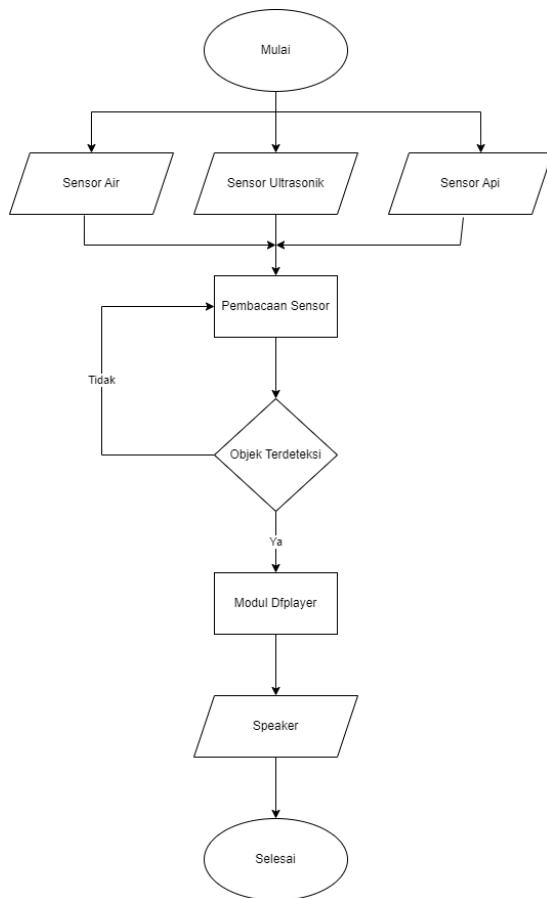 Mulai
Sensor Air
Sensor Ultrasonik
Sensor Api
Pembacaan Sensor
Tidak
Objek Terdeteksi
Ya
Modul Dfplayer
Speaker
Selesai